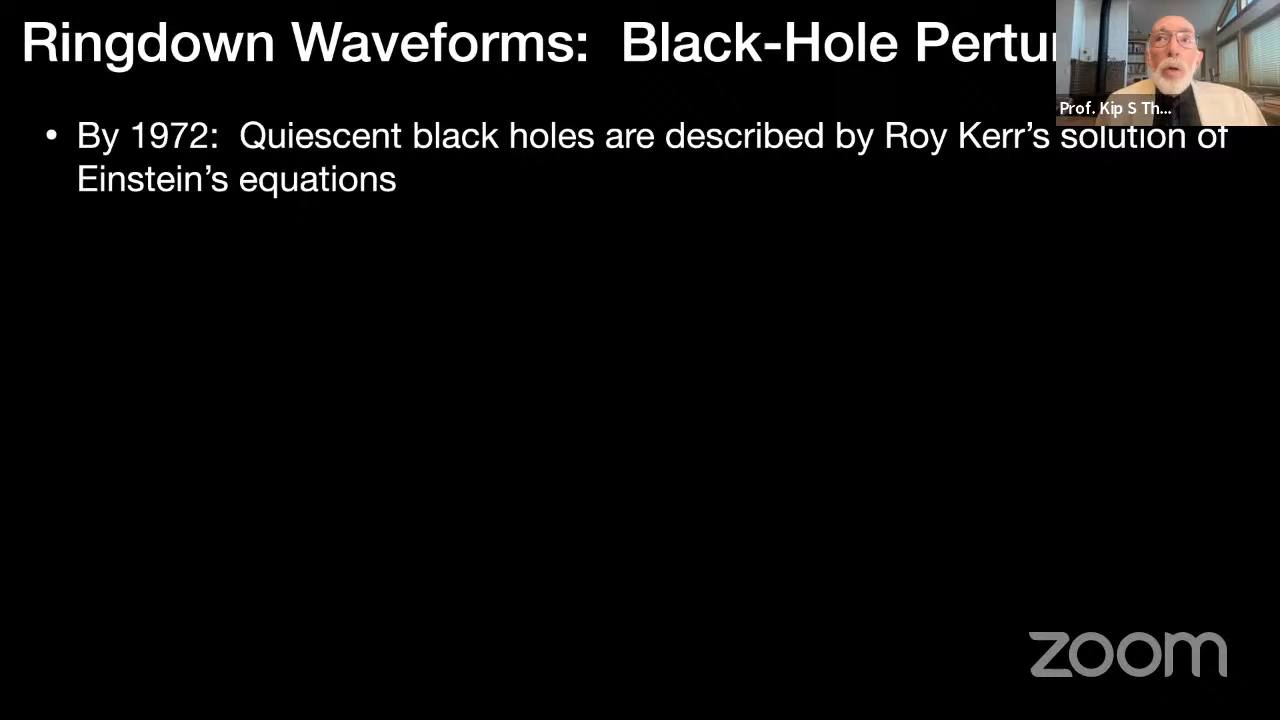 Ringdown Waveforms:  Black-Hole Pertu
Prof. Kip S Th...
• By 1972:  Quiescent black holes are described by Roy Kerr’s solution of
Einstein’s equations
zoom